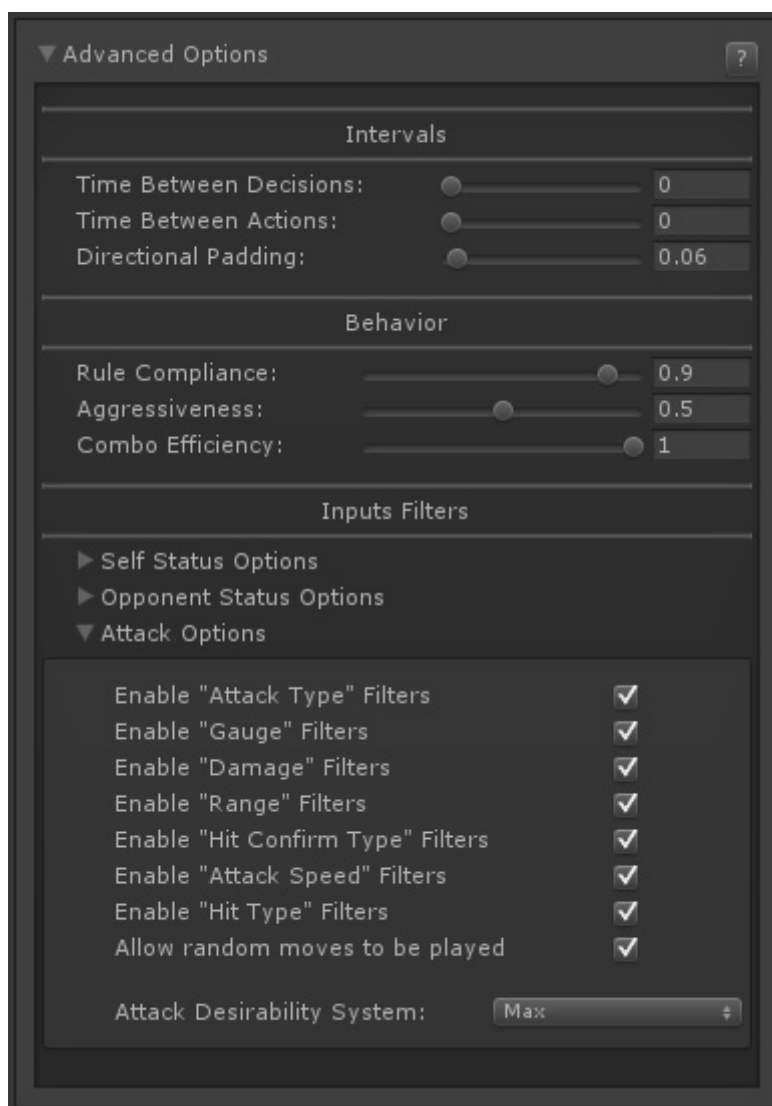 Advanced Options ?
Intervals
Time Between Decisions: 0
Time Between Actions: 0
Directional Padding: 0.06
Behavior
Rule Compliance: 0.9
Aggressiveness: 0.5
Combo Efficiency: 1
Inputs Filters
Self Status Options
Opponent Status Options
Attack Options
Enable "Attack Type" Filters
Enable "Gauge" Filters
Enable "Damage" Filters
Enable "Range" Filters
Enable "Hit Confirm Type" Filters
Enable "Attack Speed" Filters
Enable "Hit Type" Filters
Allow random moves to be played
Attack Desirability System: Max